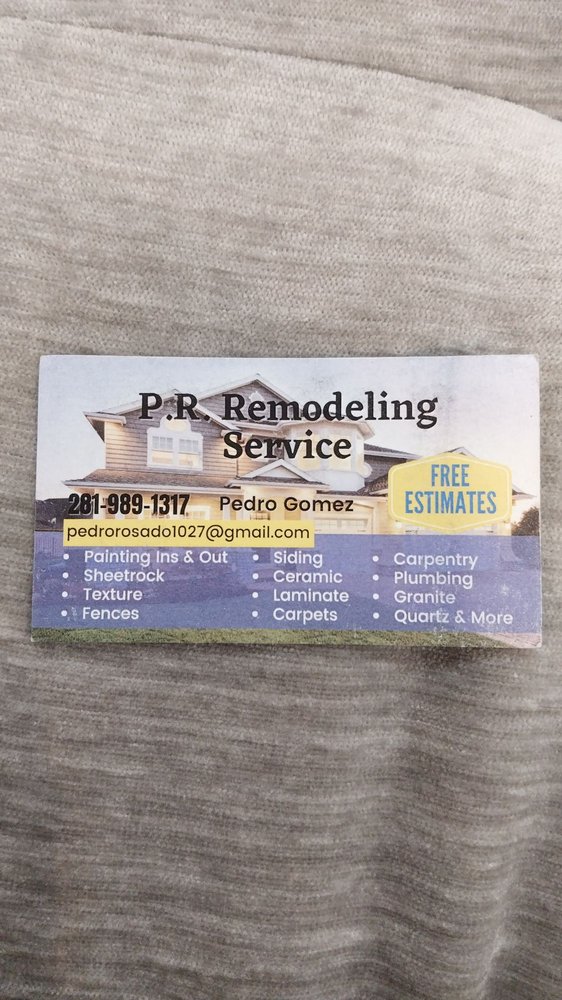 P.R. Remodeling
Service
FREE
ESTIMATES
281-989-1317 Pedro Gomez
pedrorosado1027@gmail.com
• Painting Ins & Out
• Sheetrock
• Texture
• Fences
• Siding
• Ceramic
• Laminate
• Carpets
• Carpentry
• Plumbing
• Granite
• Quartz & More